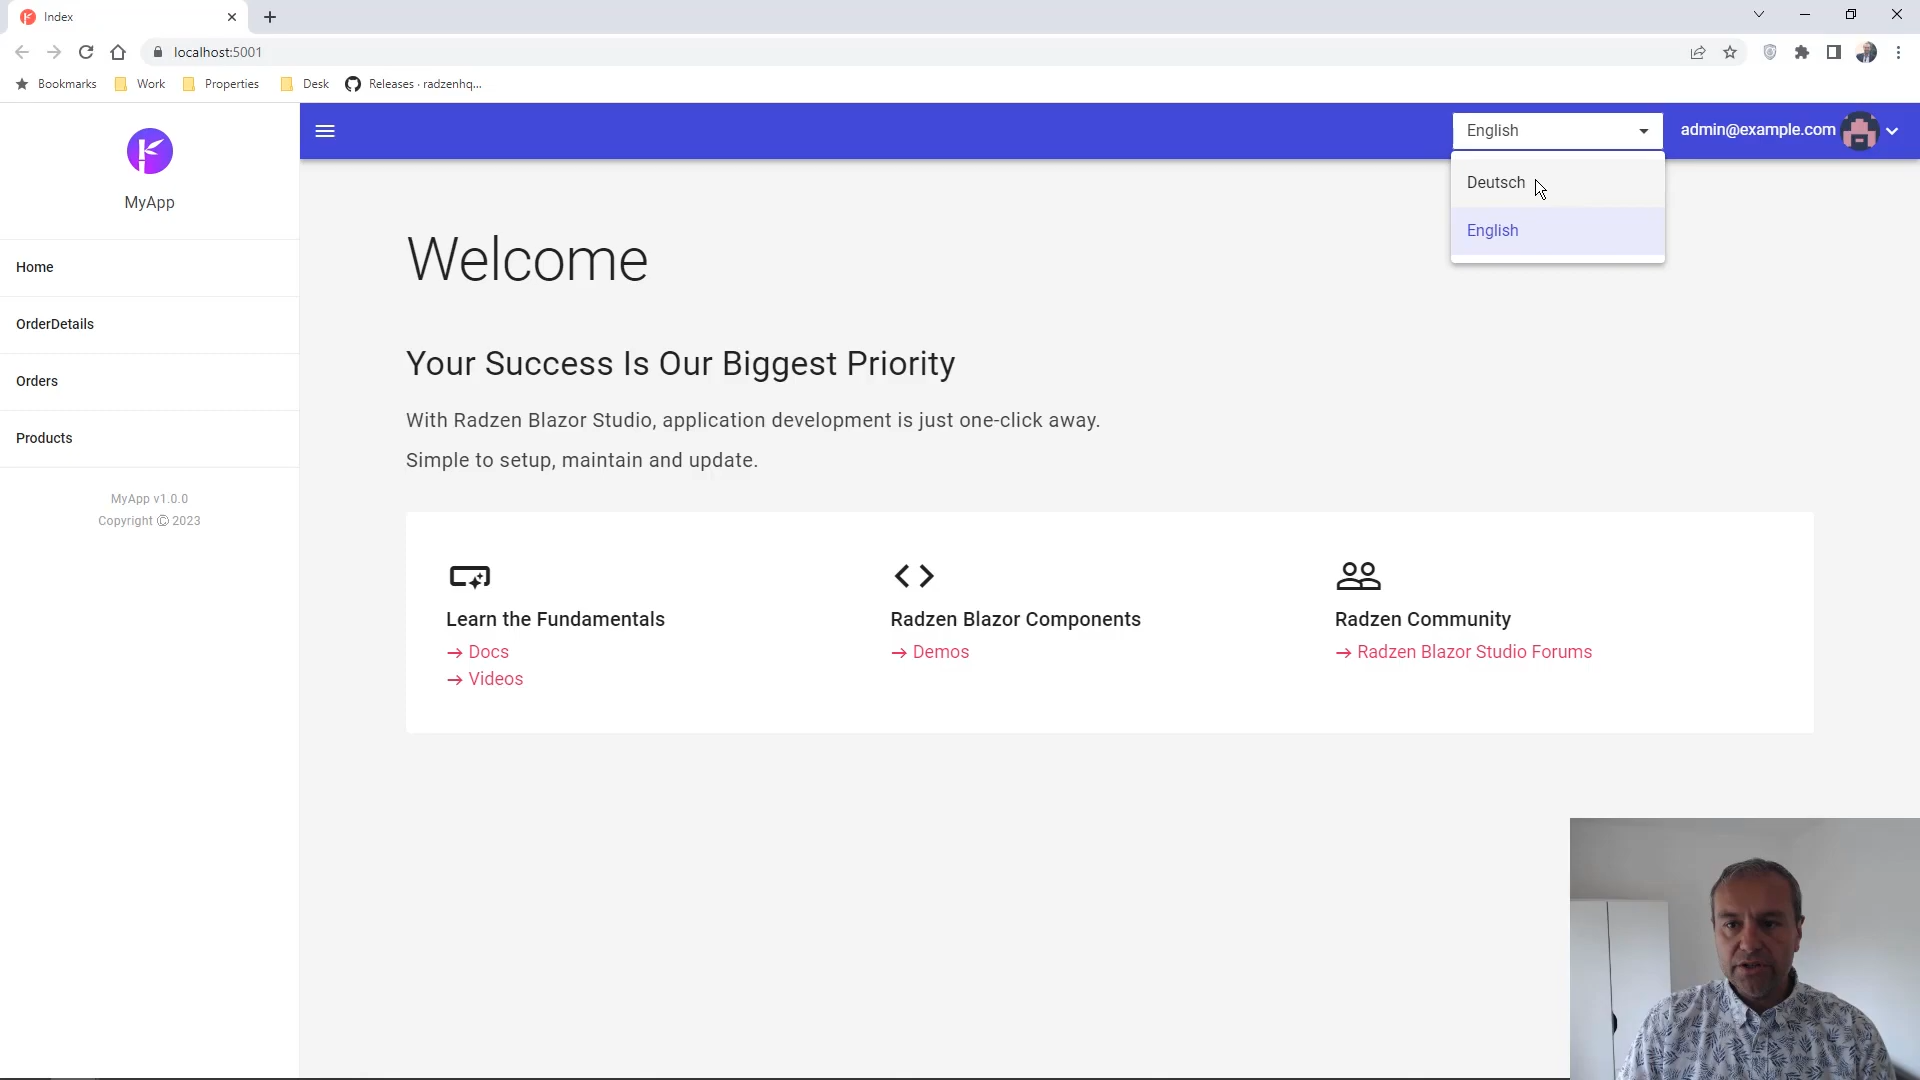 Index
localhost:5001
Bookmarks
Work
Properties
Desk
Releases · radzenhq...
MyApp
Home
OrderDetails
Orders
Products
MyApp v1.0.0
Copyright © 2023
English
admin@example.com
Deutsch
English
Welcome
Your Success Is Our Biggest Priority
With Radzen Blazor Studio, application development is just one-click away.
Simple to setup, maintain and update.
Learn the Fundamentals
→ Docs
→ Videos
Radzen Blazor Components
→ Demos
Radzen Community
→ Radzen Blazor Studio Forums